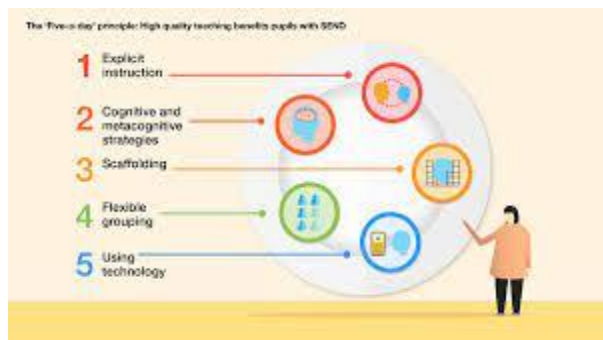 The 'Five-a-day' principle: High quality teaching benefits pupils with SEND
1 Explicit
instruction
2 Cognitive and
metacognitive
strategies
3 Scaffolding
4 Flexible
grouping
5 Using
technology